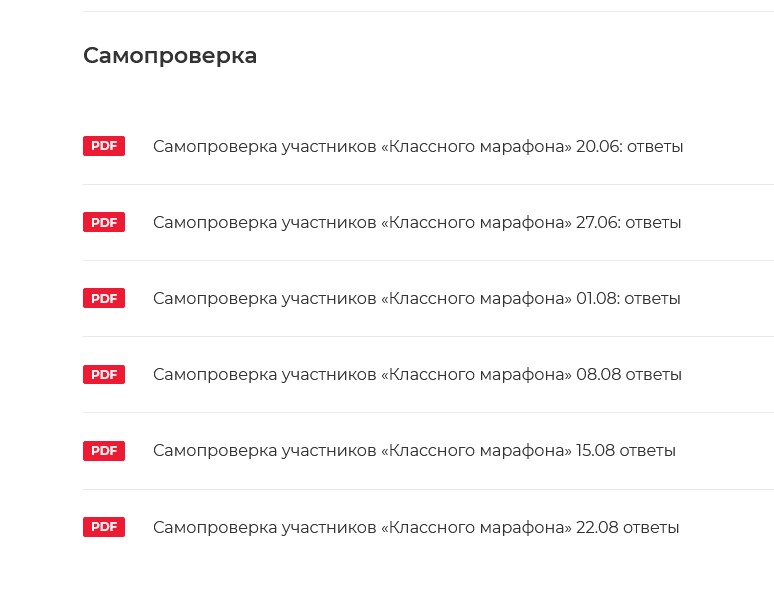 Самопроверка
PDF Самопроверка участников «Классного марафона» 20.06: ответы
PDF Самопроверка участников «Классного марафона» 27.06: ответы
PDF Самопроверка участников «Классного марафона» 01.08: ответы
PDF Самопроверка участников «Классного марафона» 08.08 ответы
PDF Самопроверка участников «Классного марафона» 15.08 ответы
PDF Самопроверка участников «Классного марафона» 22.08 ответы